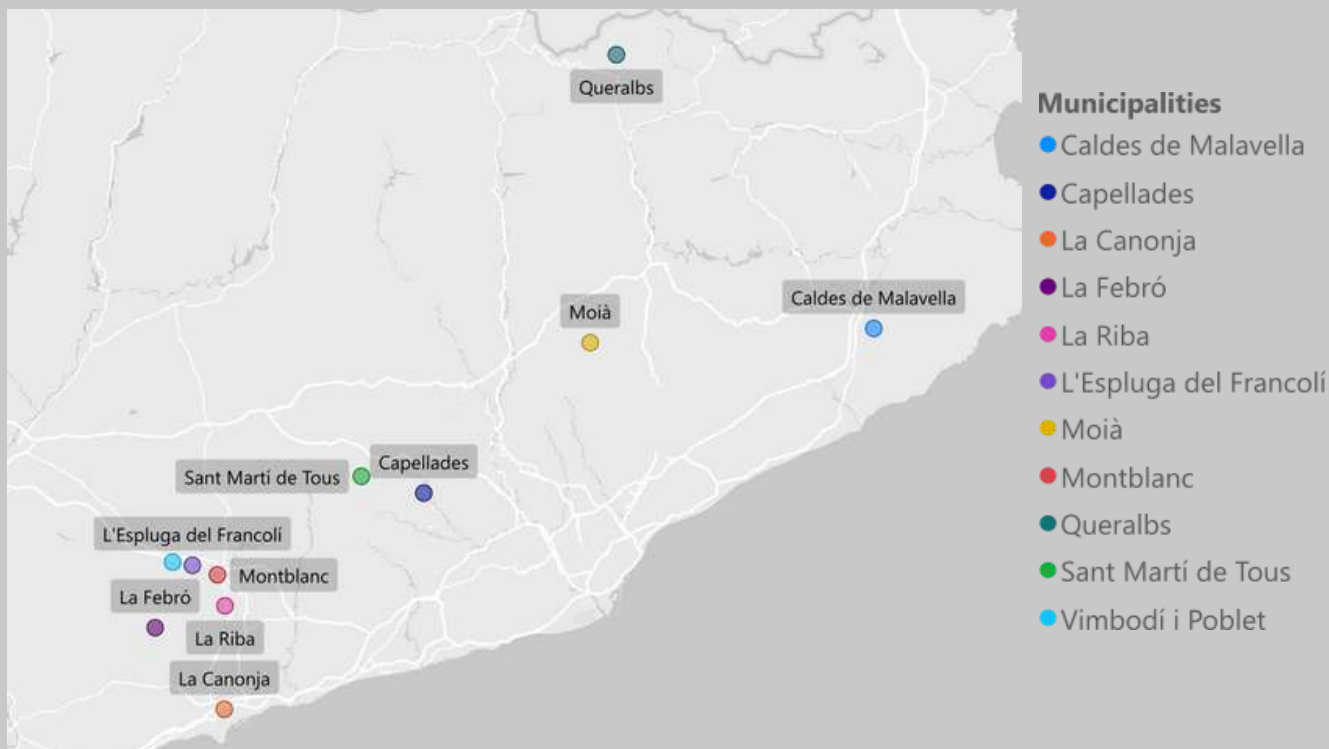 Queralbs
Caldes de Malavella
Moià
Capellades
Sant Martí de Tous
L'Espluga del Francolí
Montblanc
La Febró
La Riba
La Canonja
Municipalities
Caldes de Malavella
Capellades
La Canonja
La Febró
La Riba
L'Espluga del Francolí
Moià
Montblanc
Queralbs
Sant Martí de Tous
Vimbodí i Poblet